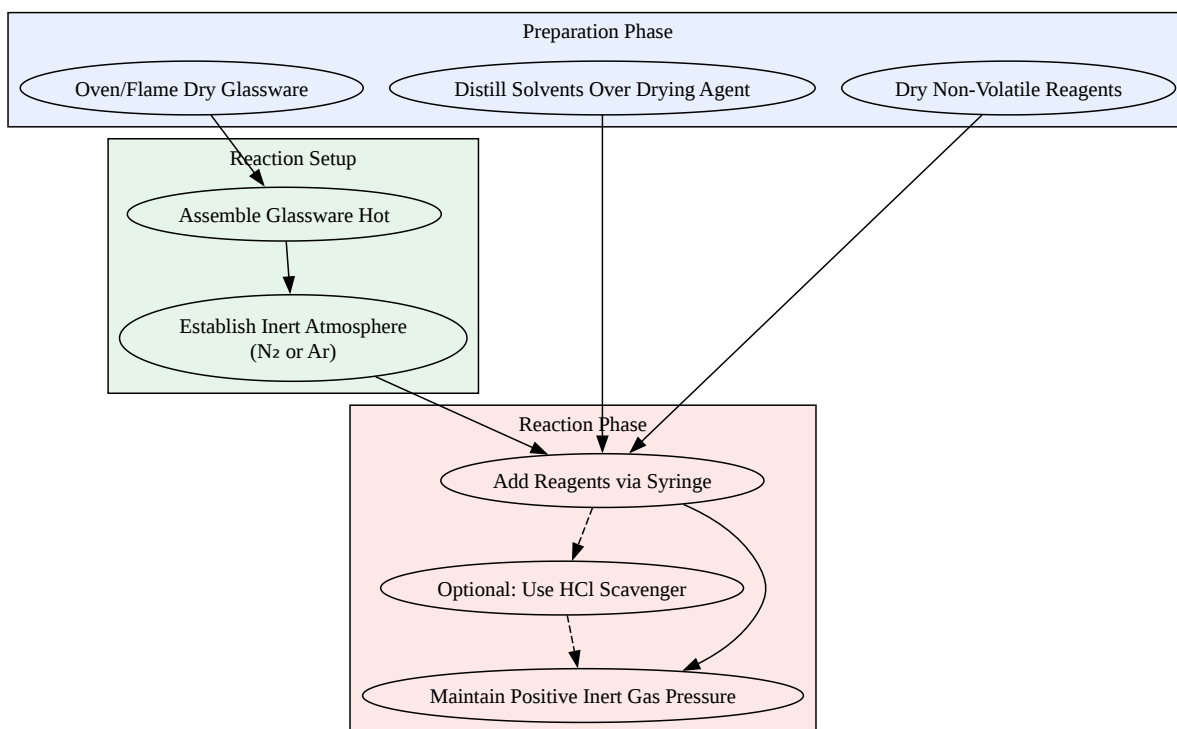 Preparation Phase
Oven/Flame Dry Glassware
Distill Solvents Over Drying Agent
Dry Non-Volatile Reagents
Reaction Setup
Assemble Glassware Hot
Establish Inert Atmosphere
(N₂ or Ar)
Reaction Phase
Add Reagents via Syringe
Optional: Use HCl Scavenger
Maintain Positive Inert Gas Pressure